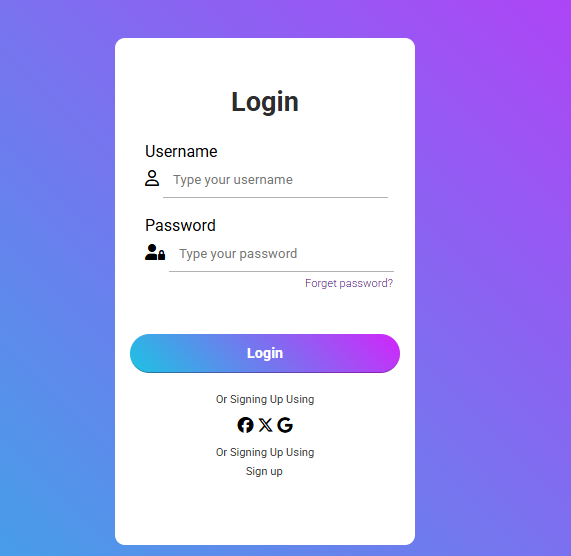 Login
Username
Type your username
Password
Type your password
Forget password?
Login
Or Signing Up Using
Or Signing Up Using
Sign up